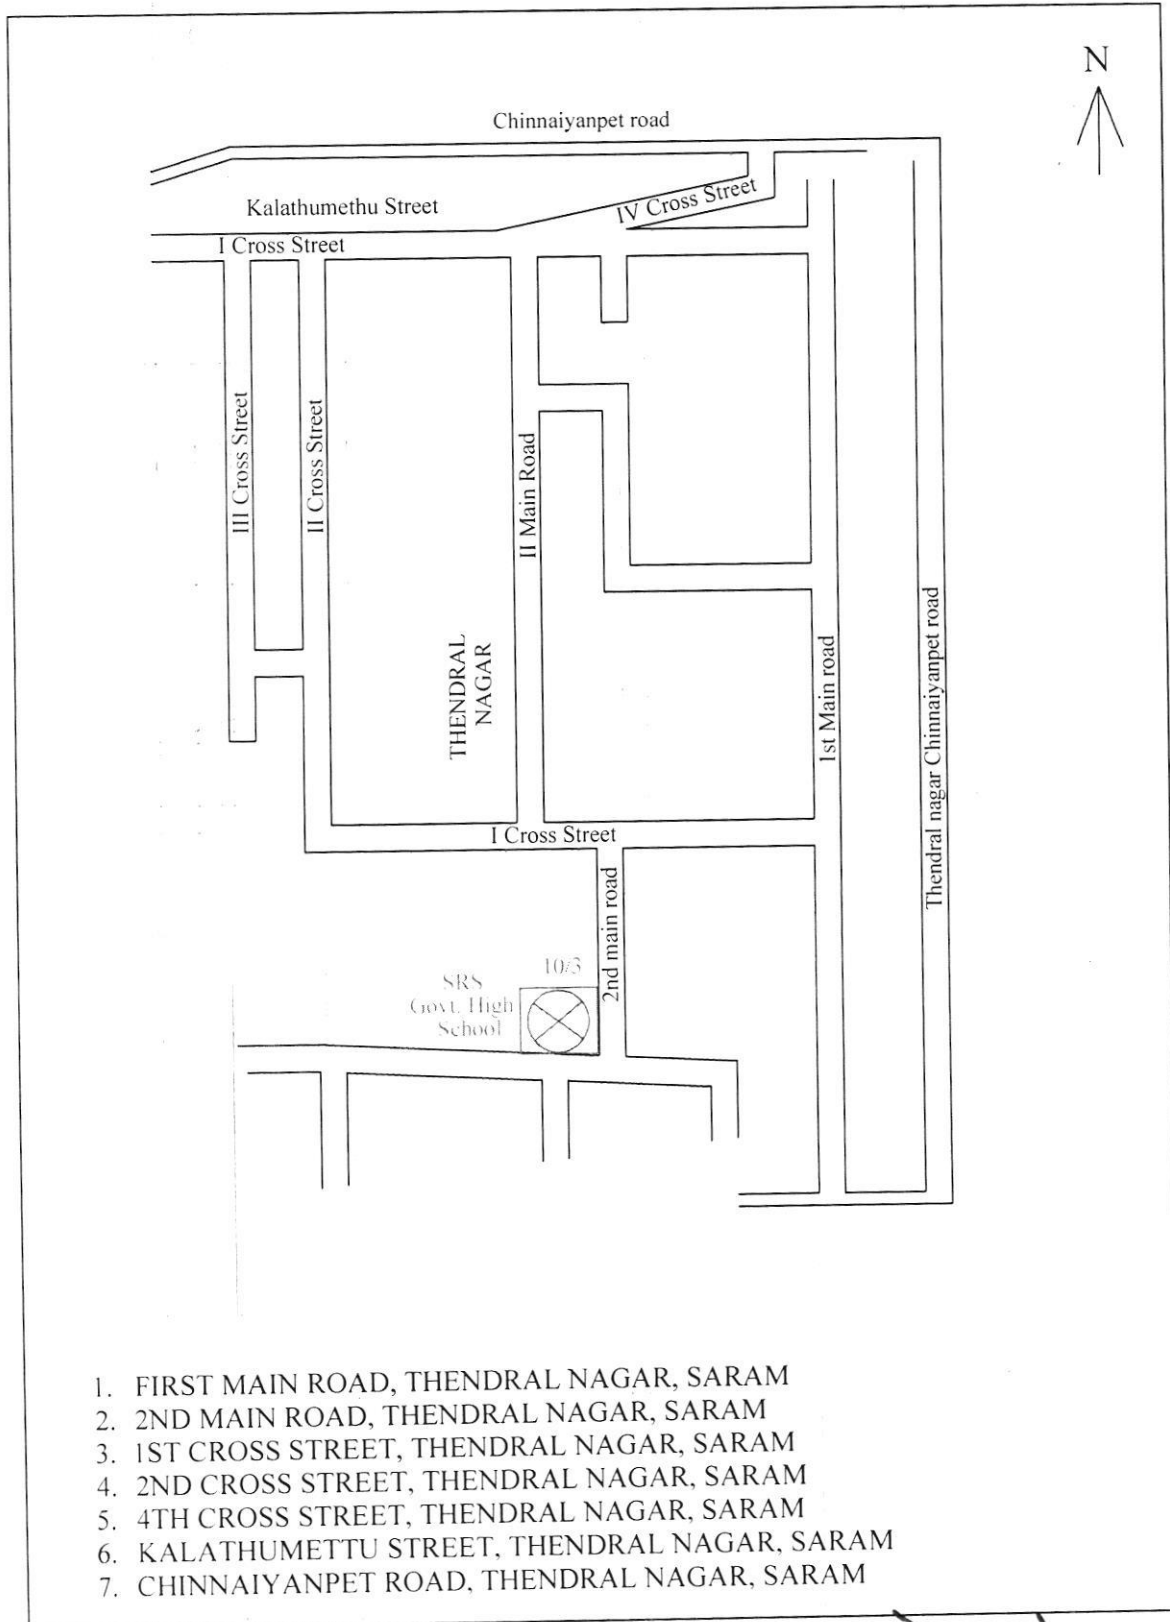 N
Chinnaiyanpet road
Kalathumethu Street
IV Cross Street
I Cross Street
III Cross Street
II Cross Street
II Main Road
THENDRAL
NAGAR
1st Main road
Thendral nagar Chinnaiyanpet road
I Cross Street
2nd main road
10/3
SRS
Govt. High
School
1. FIRST MAIN ROAD, THENDRAL NAGAR, SARAM
2. 2ND MAIN ROAD, THENDRAL NAGAR, SARAM
3. 1ST CROSS STREET, THENDRAL NAGAR, SARAM
4. 2ND CROSS STREET, THENDRAL NAGAR, SARAM
5. 4TH CROSS STREET, THENDRAL NAGAR, SARAM
6. KALATHUMETTU STREET, THENDRAL NAGAR, SARAM
7. CHINNAIYANPET ROAD, THENDRAL NAGAR, SARAM